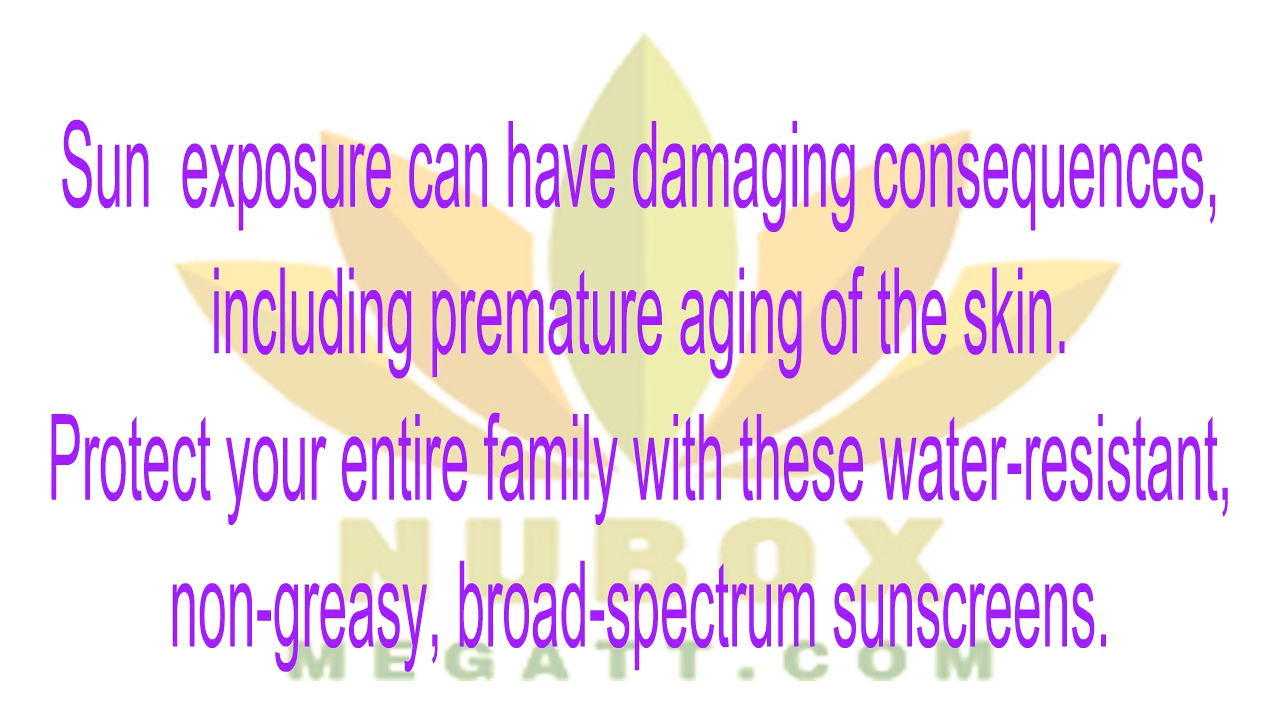 Sun  exposure can have damaging consequences,
including premature aging of the skin.
Protect your entire family with these water-resistant,
non-greasy, broad-spectrum sunscreens.
NUBOX
MEGATT.COM